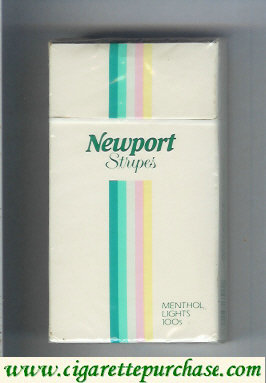 Newport
Stripes
MENTHOL
LIGHTS
100s
www.cigarettepurchase.com